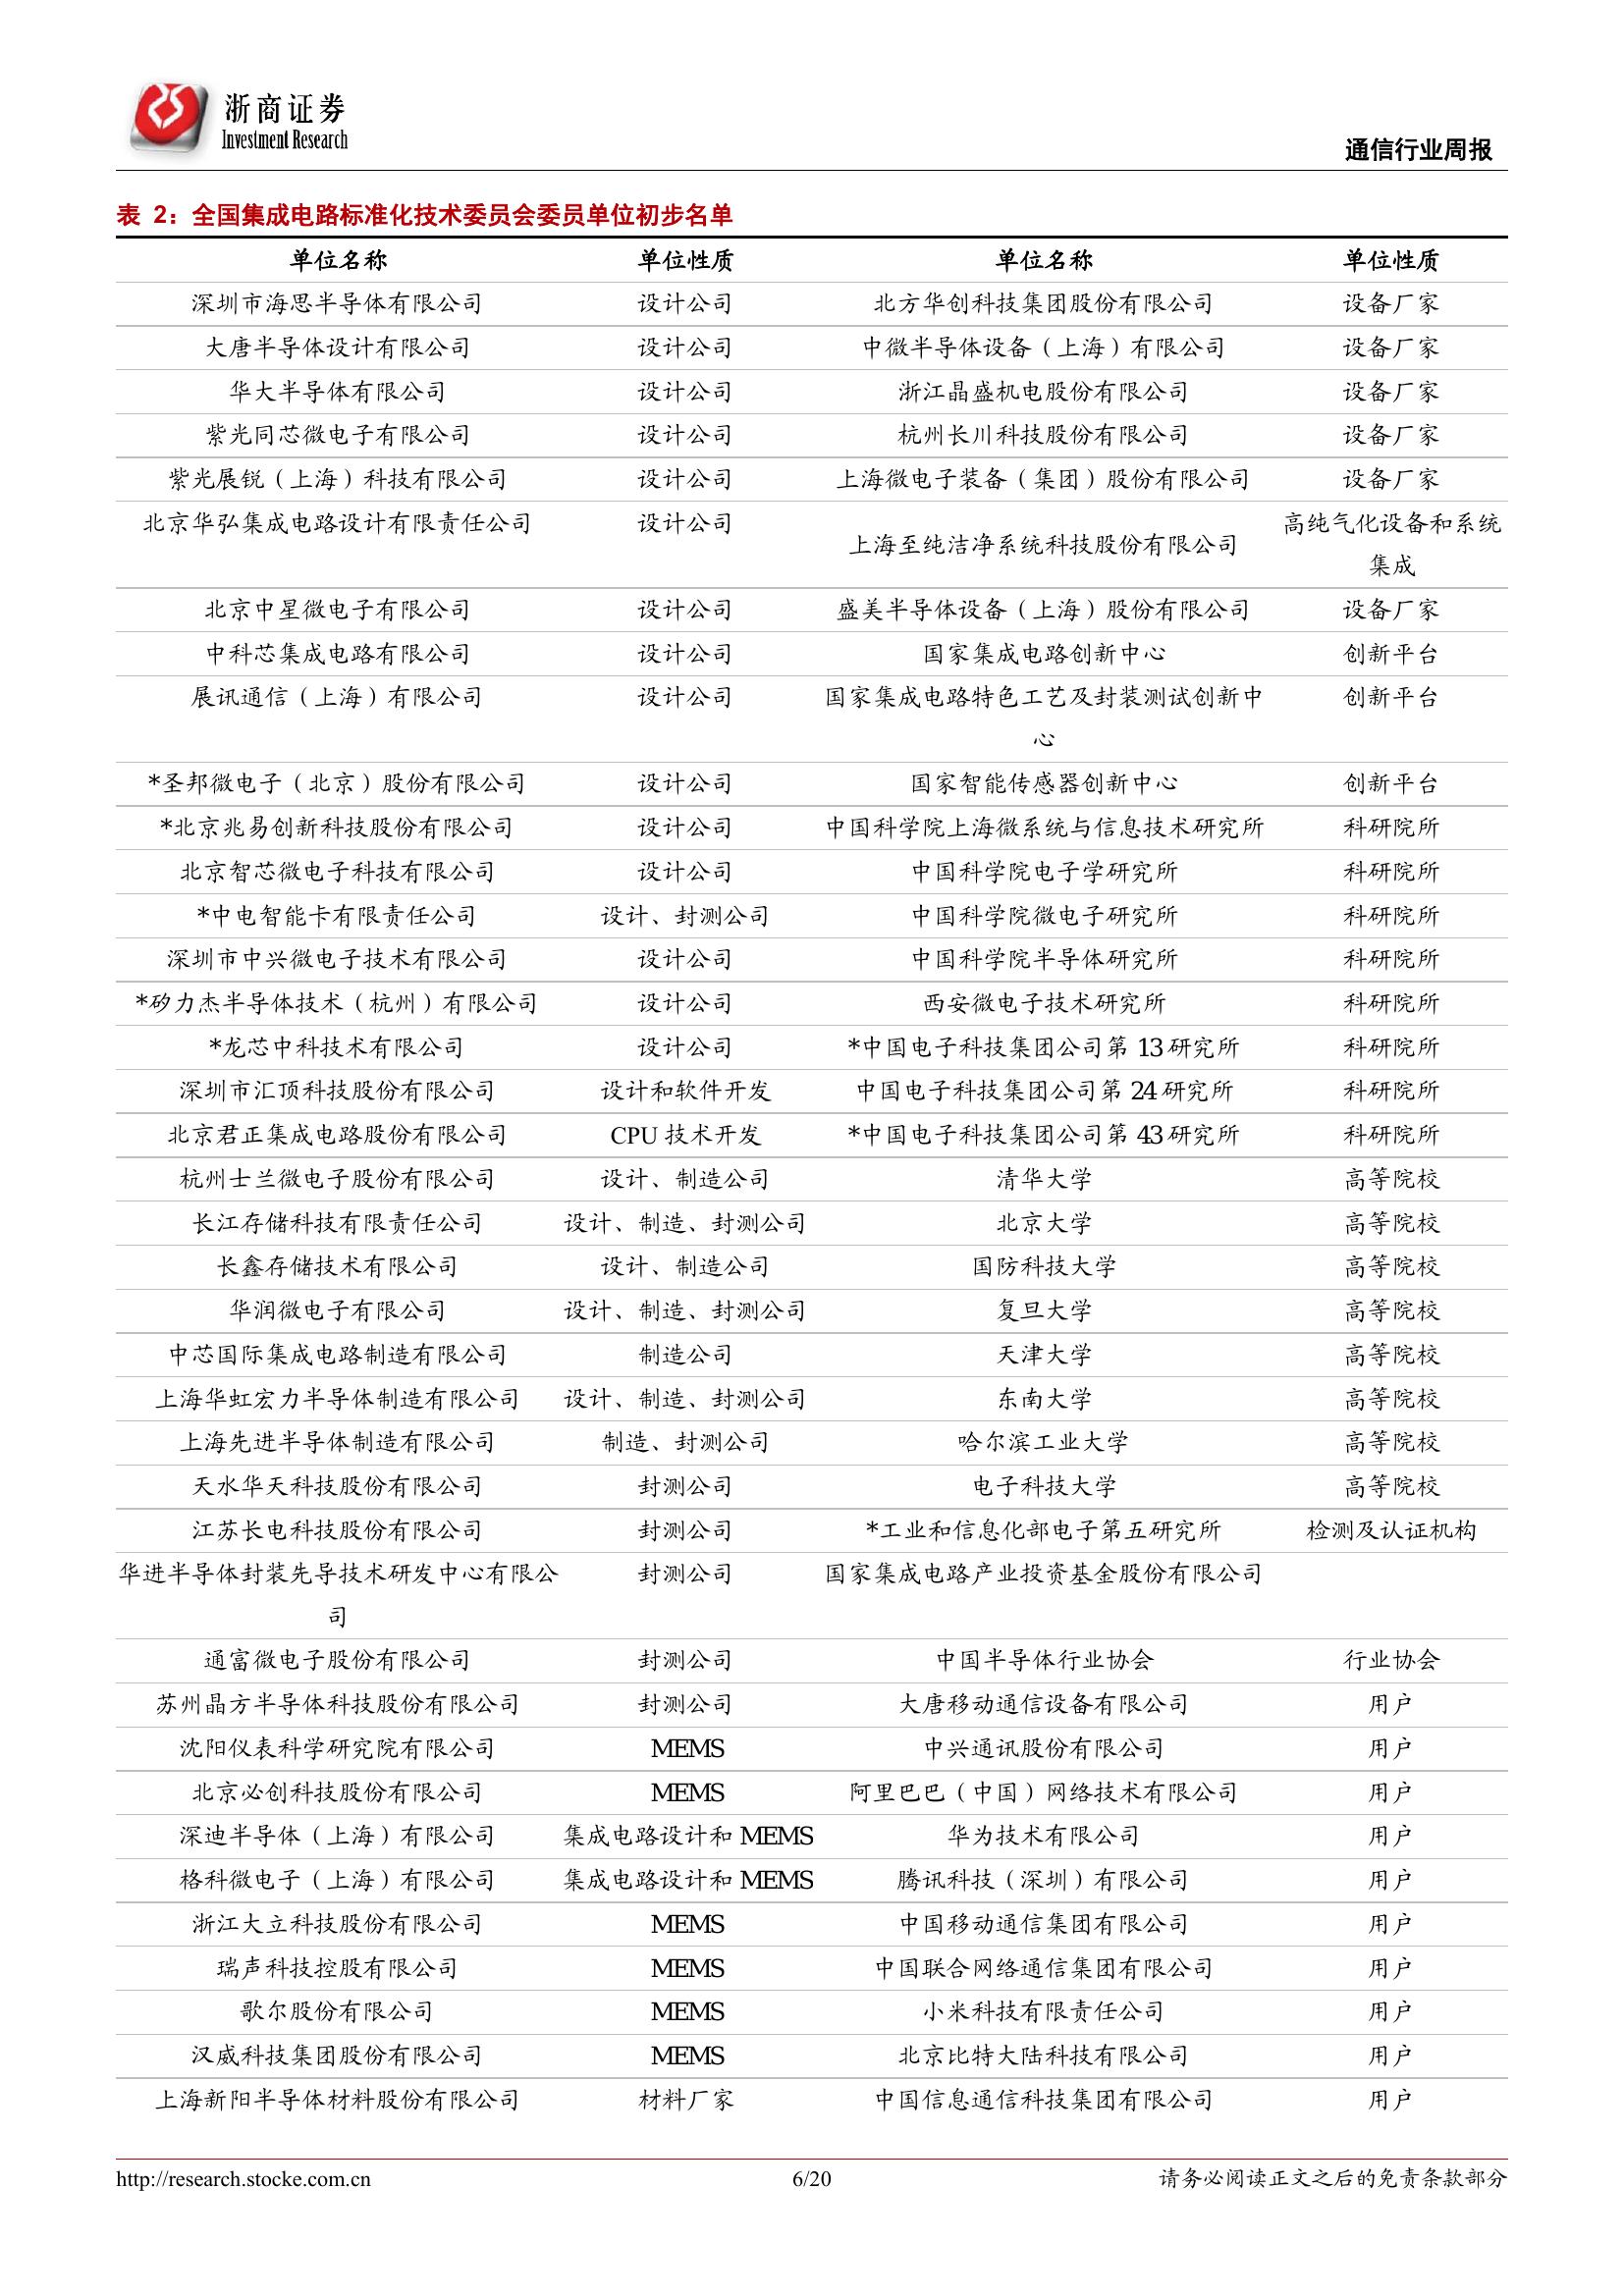 浙商证券
Investment Research
通信行业周报
表 2：全国集成电路标准化技术委员会委员单位初步名单
单位名称 单位性质 单位名称 单位性质
深圳市海思半导体有限公司 设计公司 北方华创科技集团股份有限公司 设备厂家
大唐半导体设计有限公司 设计公司 中微半导体设备（上海）有限公司 设备厂家
华大半导体有限公司 设计公司 浙江晶盛机电股份有限公司 设备厂家
紫光同芯微电子有限公司 设计公司 杭州长川科技股份有限公司 设备厂家
紫光展锐（上海）科技有限公司 设计公司 上海微电子装备（集团）股份有限公司 设备厂家
北京华弘集成电路设计有限责任公司 设计公司 上海至纯洁净系统科技股份有限公司 高纯气化设备和系统
集成
北京中星微电子有限公司 设计公司 盛美半导体设备（上海）股份有限公司 设备厂家
中科芯集成电路有限公司 设计公司 国家集成电路创新中心 创新平台
展讯通信（上海）有限公司 设计公司 国家集成电路特色工艺及封装测试创新中 创新平台
心
*圣邦微电子（北京）股份有限公司 设计公司 国家智能传感器创新中心 创新平台
*北京兆易创新科技股份有限公司 设计公司 中国科学院上海微系统与信息技术研究所 科研院所
北京智芯微电子科技有限公司 设计公司 中国科学院电子学研究所 科研院所
*中电智能卡有限责任公司 设计、封测公司 中国科学院微电子研究所 科研院所
深圳市中兴微电子技术有限公司 设计公司 中国科学院半导体研究所 科研院所
*矽力杰半导体技术（杭州）有限公司 设计公司 西安微电子技术研究所 科研院所
*龙芯中科技术有限公司 设计公司 *中国电子科技集团公司第 13 研究所 科研院所
深圳市汇顶科技股份有限公司 设计和软件开发 中国电子科技集团公司第 24 研究所 科研院所
北京君正集成电路股份有限公司 CPU 技术开发 *中国电子科技集团公司第 43 研究所 科研院所
杭州士兰微电子股份有限公司 设计、制造公司 清华大学 高等院校
长江存储科技有限责任公司 设计、制造、封测公司 北京大学 高等院校
长鑫存储技术有限公司 设计、制造公司 国防科技大学 高等院校
华润微电子有限公司 设计、制造、封测公司 复旦大学 高等院校
中芯国际集成电路制造有限公司 制造公司 天津大学 高等院校
上海华虹宏力半导体制造有限公司 设计、制造、封测公司 东南大学 高等院校
上海先进半导体制造有限公司 制造、封测公司 哈尔滨工业大学 高等院校
天水华天科技股份有限公司 封测公司 电子科技大学 高等院校
江苏长电科技股份有限公司 封测公司 *工业和信息化部电子第五研究所 检测及认证机构
华进半导体封装先导技术研发中心有限公 封测公司 国家集成电路产业投资基金股份有限公司
司
通富微电子股份有限公司 封测公司 中国半导体行业协会 行业协会
苏州晶方半导体科技股份有限公司 封测公司 大唐移动通信设备有限公司 用户
沈阳仪表科学研究院有限公司 MEMS 中兴通讯股份有限公司 用户
北京必创科技股份有限公司 MEMS 阿里巴巴（中国）网络技术有限公司 用户
深迪半导体（上海）有限公司 集成电路设计和 MEMS 华为技术有限公司 用户
格科微电子（上海）有限公司 集成电路设计和 MEMS 腾讯科技（深圳）有限公司 用户
浙江大立科技股份有限公司 MEMS 中国移动通信集团有限公司 用户
瑞声科技控股有限公司 MEMS 中国联合网络通信集团有限公司 用户
歌尔股份有限公司 MEMS 小米科技有限责任公司 用户
汉威科技集团股份有限公司 MEMS 北京比特大陆科技有限公司 用户
上海新阳半导体材料股份有限公司 材料厂家 中国信息通信科技集团有限公司 用户
http://research.stocke.com.cn 6/20 请务必阅读正文之后的免责条款部分